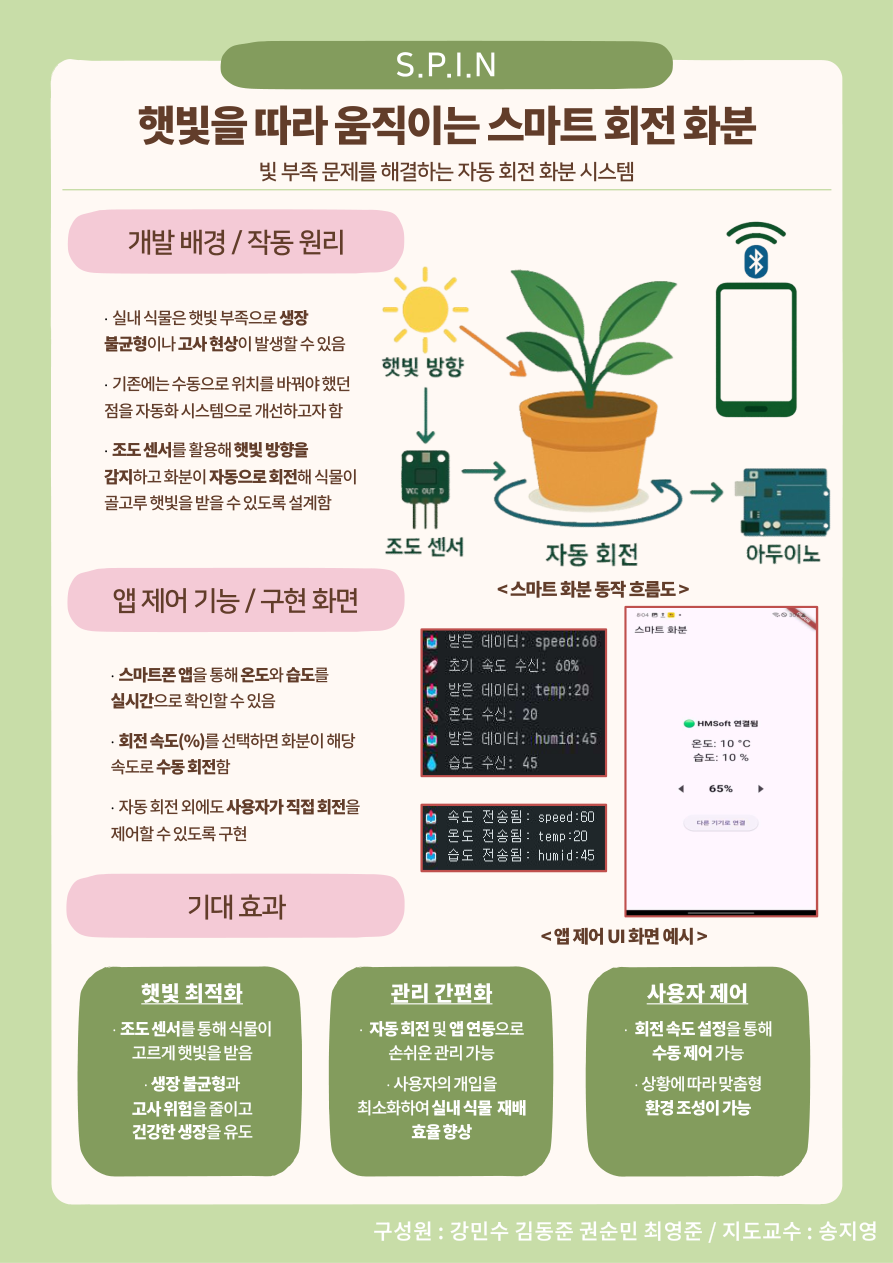 S.P.I.N
햇빛을 따라 움직이는 스마트 회전 화분
빛 부족 문제를 해결하는 자동 회전 화분 시스템
개발 배경 / 작동 원리
· 실내 식물은 햇빛 부족으로 생장
불균형이나 고사 현상이 발생할 수 있음
· 기존에는 수동으로 위치를 바꿔야 했던
점을 자동화 시스템으로 개선하고자 함
· 조도 센서를 활용해 햇빛 방향을
감지하고 화분이 자동으로 회전해 식물이
골고루 햇빛을 받을 수 있도록 설계함
햇빛 방향
VCC OUT D
조도 센서
자동 회전
아두이노
< 스마트 화분 동작 흐름도 >
앱 제어 기능 / 구현 화면
· 스마트폰 앱을 통해 온도와 습도를
실시간으로 확인할 수 있음
· 회전 속도(%)를 선택하면 화분이 해당
속도로 수동 회전함
· 자동 회전 외에도 사용자가 직접 회전을
제어할 수 있도록 구현
받은 데이터: speed:60
초기 속도 수신: 60%
받은 데이터: temp:20
온도 수신: 20
받은 데이터: humid:45
습도 수신: 45
속도 전송됨: speed:60
온도 전송됨: temp:20
습도 전송됨: humid:45
8:04
스마트 화분
HMSoft 연결됨
온도: 10 °C
습도: 10 %
65%
다른 기기로 연결
< 앱 제어 UI 화면 예시 >
기대 효과
햇빛 최적화
· 조도 센서를 통해 식물이
고르게 햇빛을 받음
· 생장 불균형과
고사 위험을 줄이고
건강한 생장을 유도
관리 간편화
· 자동 회전 및 앱 연동으로
손쉬운 관리 가능
· 사용자의 개입을
최소화하여 실내 식물 재배
효율 향상
사용자 제어
· 회전 속도 설정을 통해
수동 제어 가능
· 상황에 따라 맞춤형
환경 조성이 가능
구성원 : 강민수 김동준 권순민 최영준 / 지도교수 : 송지영